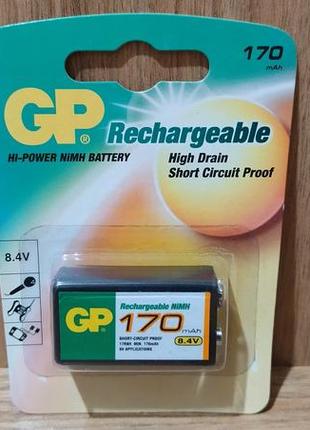 170
mAh
GP® Rechargeable
HI-POWER NiMH BATTERY
High Drain
Short Circuit Proof
8.4V
Rechargeable NiMH
GP 170 mAh
SHORT-CIRCUIT PROOF
8.4V